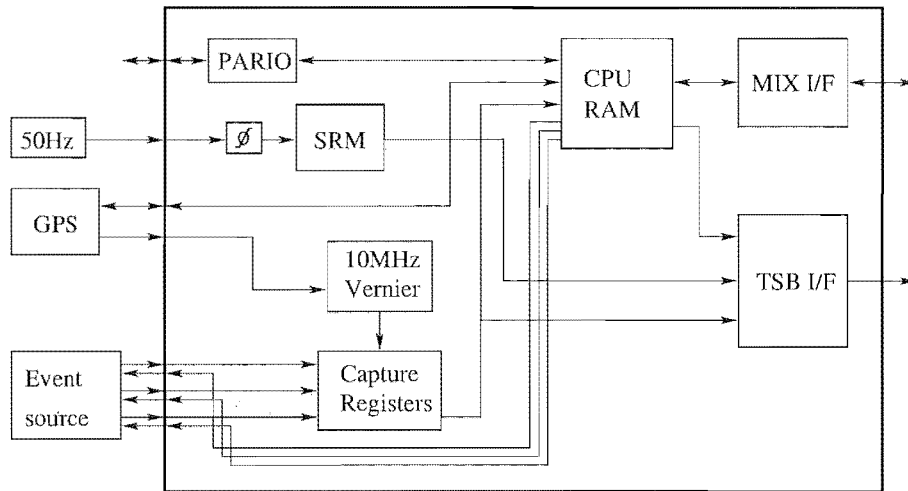 PARIO
CPU
RAM
MIX I/F
50Hz
ϕ
SRM
GPS
10MHz
Vernier
TSB I/F
Event
source
Capture
Registers